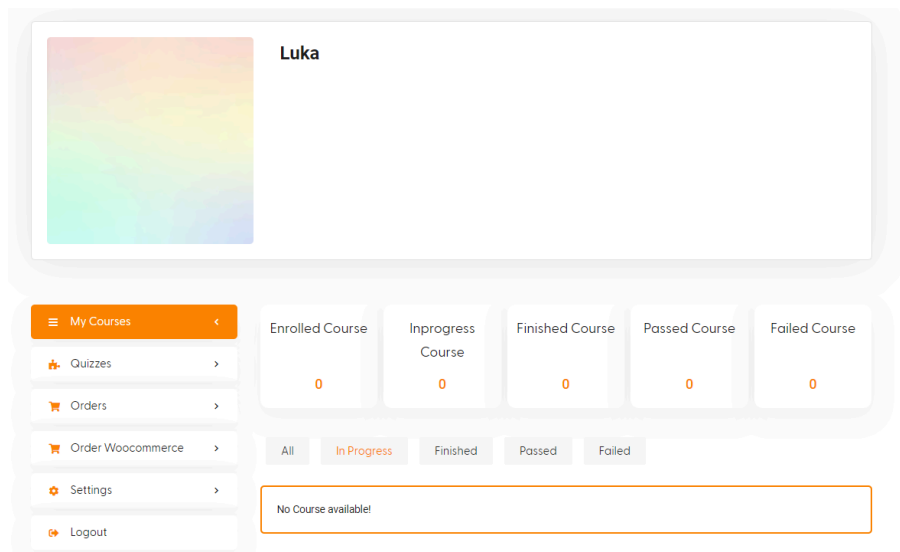 Luka
My Courses
Quizzes
Orders
Order Woocommerce
Settings
Logout
Enrolled Course
0
Inprogress
Course
0
Finished Course
0
Passed Course
0
Failed Course
0
All
In Progress
Finished
Passed
Failed
No Course available!